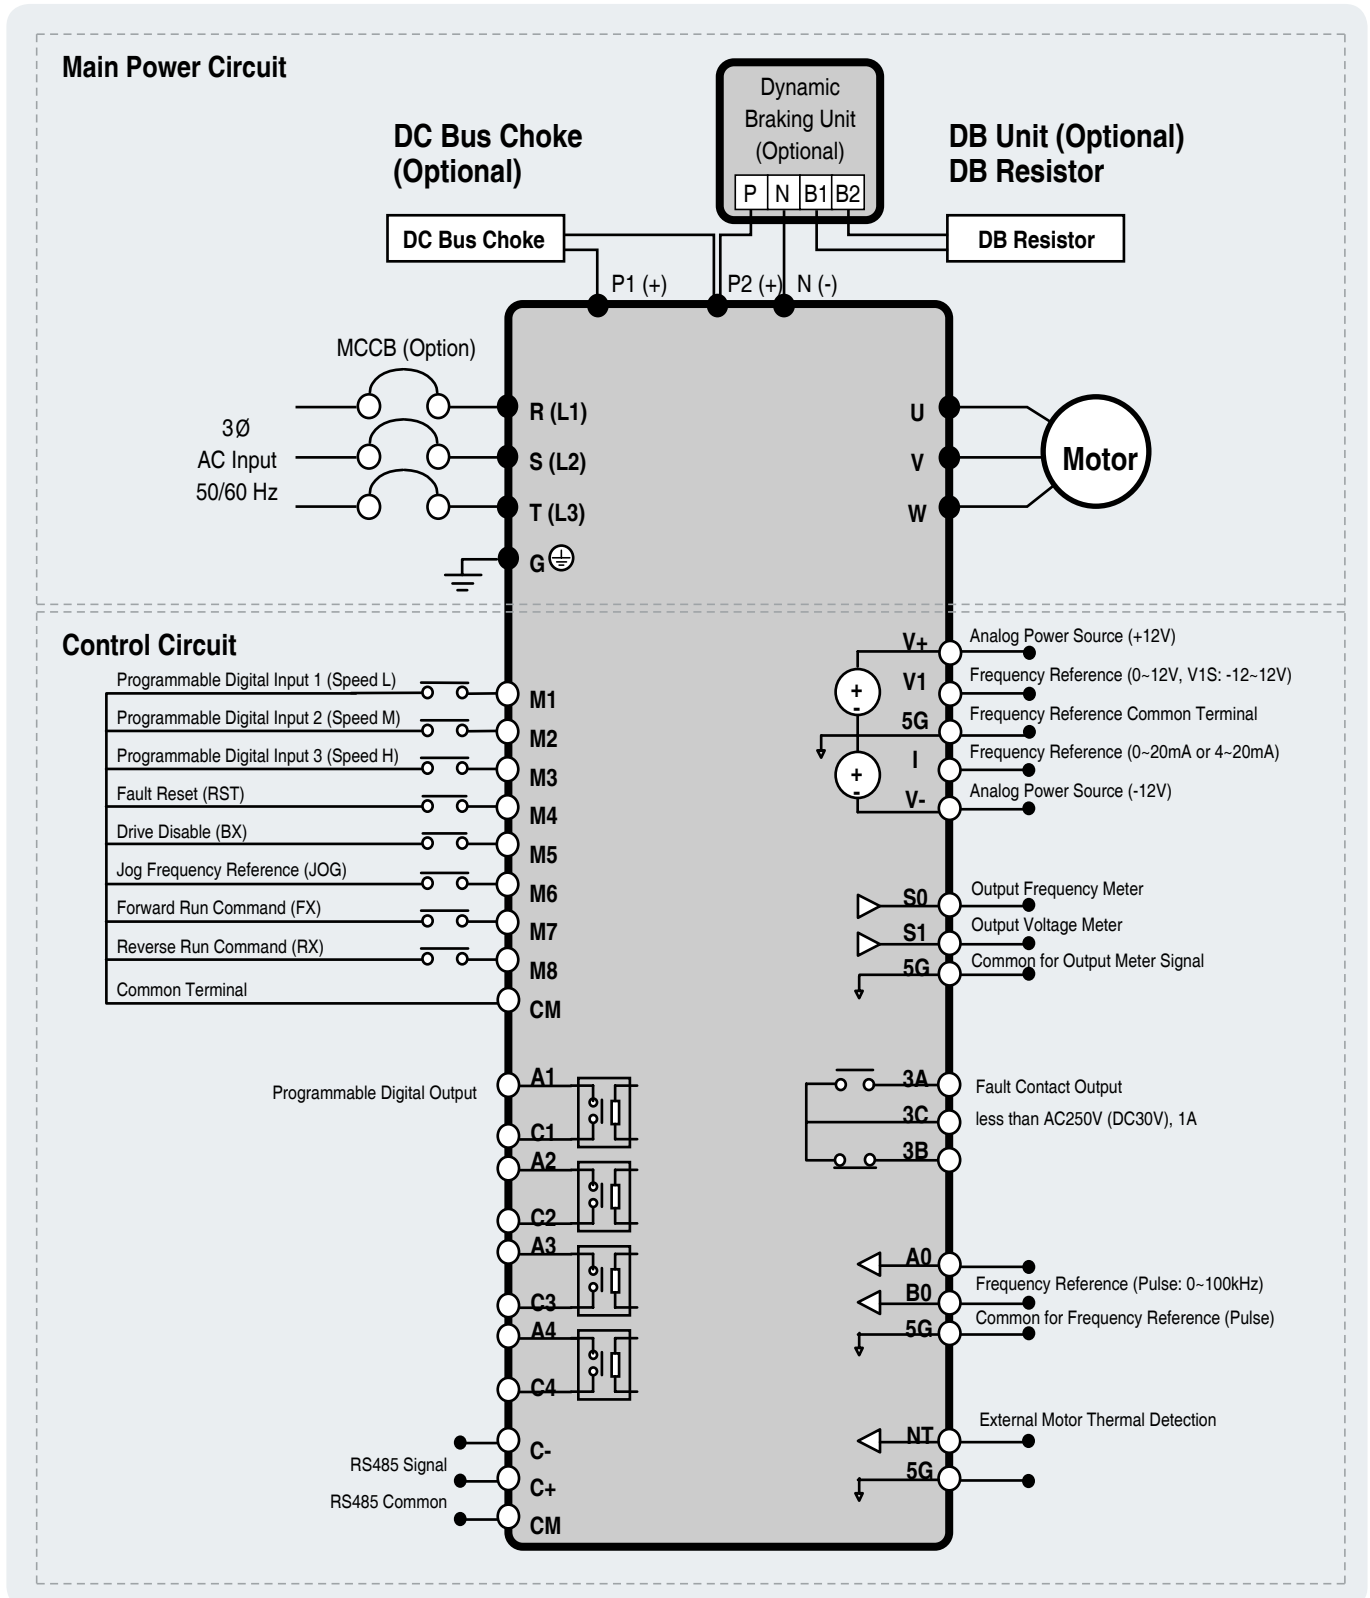 Main Power Circuit
Dynamic
Braking Unit
(Optional)
P N B1 B2
DC Bus Choke
(Optional)
DB Unit (Optional)
DB Resistor
DC Bus Choke
DB Resistor
P1 (+)
P2 (+)
N (-)
MCCB (Option)
3Ø
AC Input
50/60 Hz
R (L1)
S (L2)
T (L3)
G
U
V
W
Motor
Control Circuit
Programmable Digital Input 1 (Speed L)
M1
Programmable Digital Input 2 (Speed M)
M2
Programmable Digital Input 3 (Speed H)
M3
Fault Reset (RST)
M4
Drive Disable (BX)
M5
Jog Frequency Reference (JOG)
M6
Forward Run Command (FX)
M7
Reverse Run Command (RX)
M8
Common Terminal
CM
Programmable Digital Output
A1
C1
A2
C2
A3
C3
A4
C4
C-
RS485 Signal
C+
RS485 Common
CM
V+
Analog Power Source (+12V)
V1
Frequency Reference (0~12V, V1S: -12~12V)
5G
Frequency Reference Common Terminal
I
Frequency Reference (0~20mA or 4~20mA)
V-
Analog Power Source (-12V)
+
-
+
-
S0
Output Frequency Meter
S1
Output Voltage Meter
5G
Common for Output Meter Signal
3A
Fault Contact Output
3C
less than AC250V (DC30V), 1A
3B
A0
B0
Frequency Reference (Pulse: 0~100kHz)
5G
Common for Frequency Reference (Pulse)
NT
External Motor Thermal Detection
5G